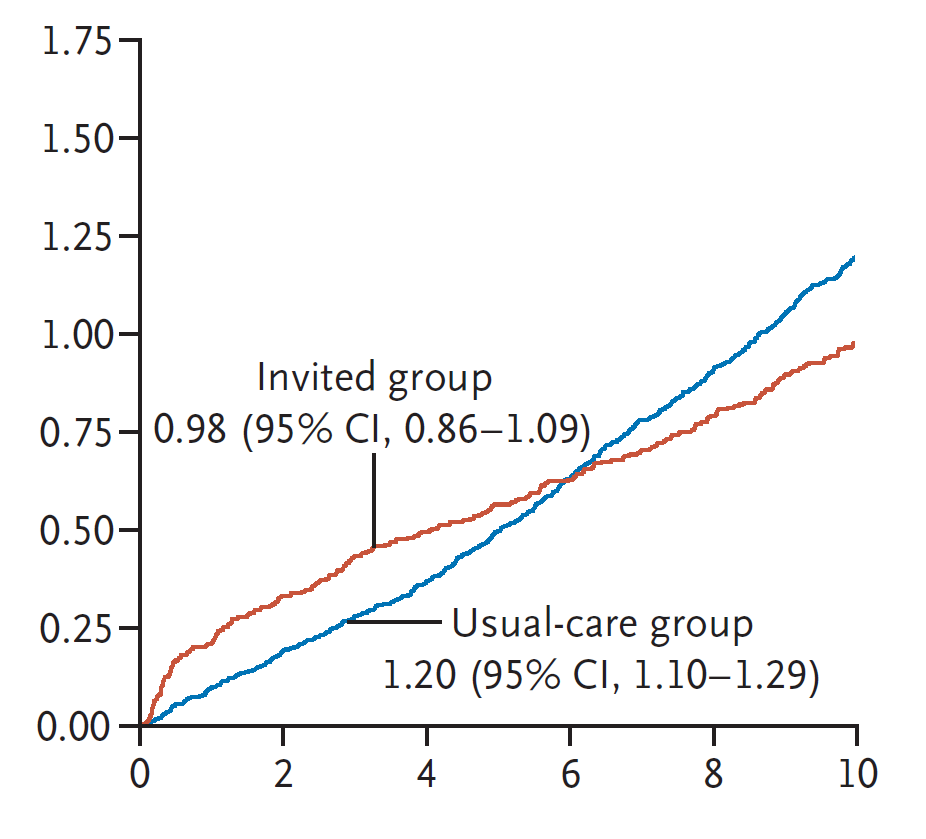 1.75
1.50
1.25
1.00
0.75
0.50
0.25
0.00
Invited group
0.98 (95% CI, 0.86–1.09)
Usual-care group
1.20 (95% CI, 1.10–1.29)
0 2 4 6 8 10